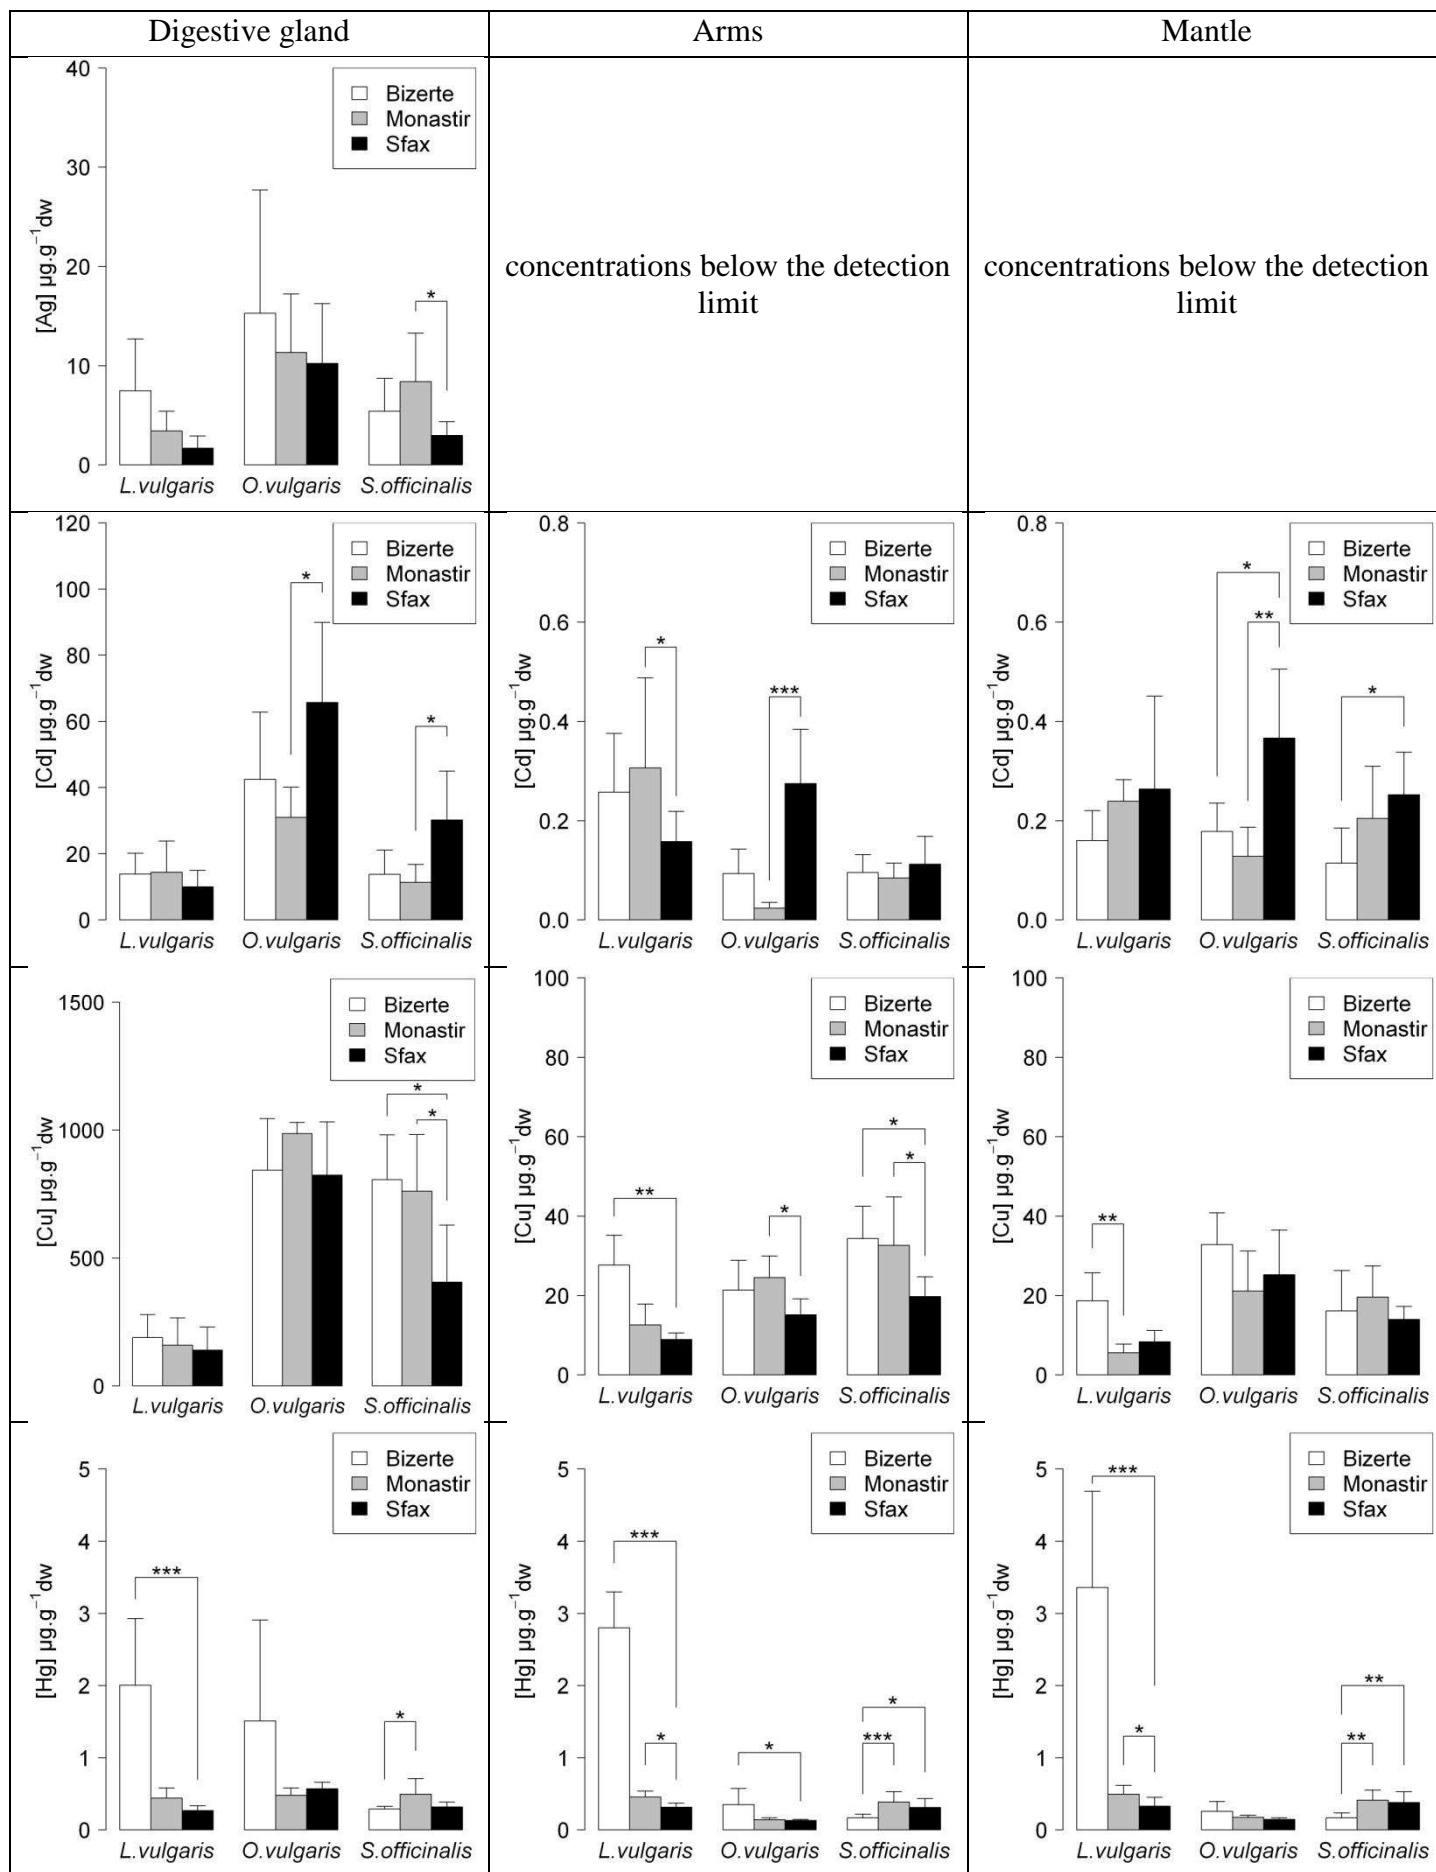 Digestive gland
Arms
Mantle
40
30
20
10
0
[Ag] µg.g⁻¹dw
Bizerte
Monastir
Sfax
*
L.vulgaris
O.vulgaris
S.officinalis
concentrations below the detection
limit
concentrations below the detection
limit
120
100
80
60
40
20
0
[Cd] µg.g⁻¹dw
Bizerte
Monastir
Sfax
*
*
L.vulgaris
O.vulgaris
S.officinalis
0.8
0.6
0.4
0.2
0.0
[Cd] µg.g⁻¹dw
Bizerte
Monastir
Sfax
*
***
L.vulgaris
O.vulgaris
S.officinalis
0.8
0.6
0.4
0.2
0.0
[Cd] µg.g⁻¹dw
Bizerte
Monastir
Sfax
*
**
*
L.vulgaris
O.vulgaris
S.officinalis
1500
1000
500
0
[Cu] µg.g⁻¹dw
Bizerte
Monastir
Sfax
*
*
L.vulgaris
O.vulgaris
S.officinalis
100
80
60
40
20
0
[Cu] µg.g⁻¹dw
Bizerte
Monastir
Sfax
**
*
*
*
L.vulgaris
O.vulgaris
S.officinalis
100
80
60
40
20
0
[Cu] µg.g⁻¹dw
Bizerte
Monastir
Sfax
**
L.vulgaris
O.vulgaris
S.officinalis
5
4
3
2
1
0
[Hg] µg.g⁻¹dw
Bizerte
Monastir
Sfax
***
*
L.vulgaris
O.vulgaris
S.officinalis
5
4
3
2
1
0
[Hg] µg.g⁻¹dw
Bizerte
Monastir
Sfax
***
*
*
*
***
L.vulgaris
O.vulgaris
S.officinalis
5
4
3
2
1
0
[Hg] µg.g⁻¹dw
Bizerte
Monastir
Sfax
***
*
**
**
L.vulgaris
O.vulgaris
S.officinalis